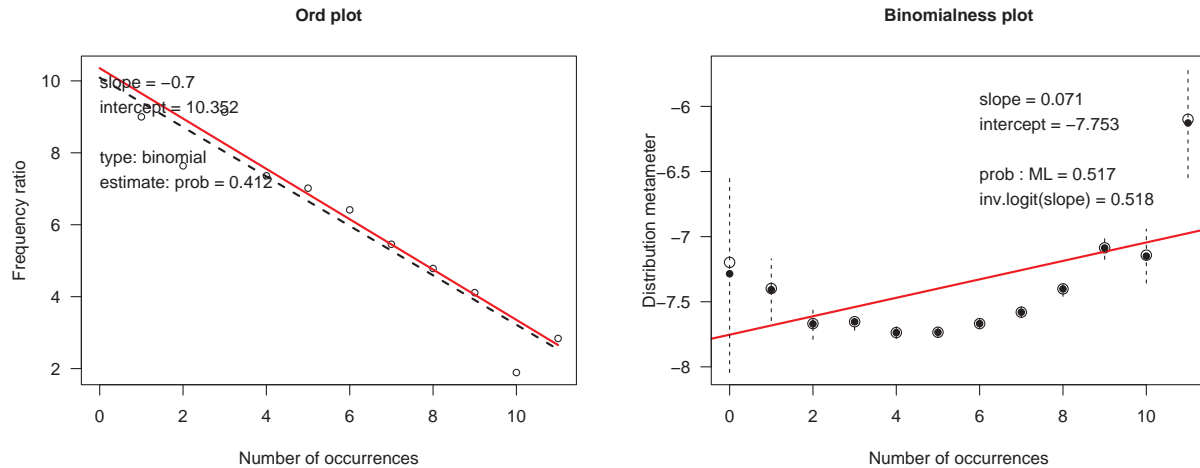 Ord plot
slope = −0.7
intercept = 10.352
type: binomial
estimate: prob = 0.412
Frequency ratio
10
8
6
4
2
0 2 4 6 8 10
Number of occurrences
Binomialness plot
slope = 0.071
intercept = −7.753
prob : ML = 0.517
inv.logit(slope) = 0.518
Distribution metameter
−6
−6.5
−7
−7.5
−8
0 2 4 6 8 10
Number of occurrences